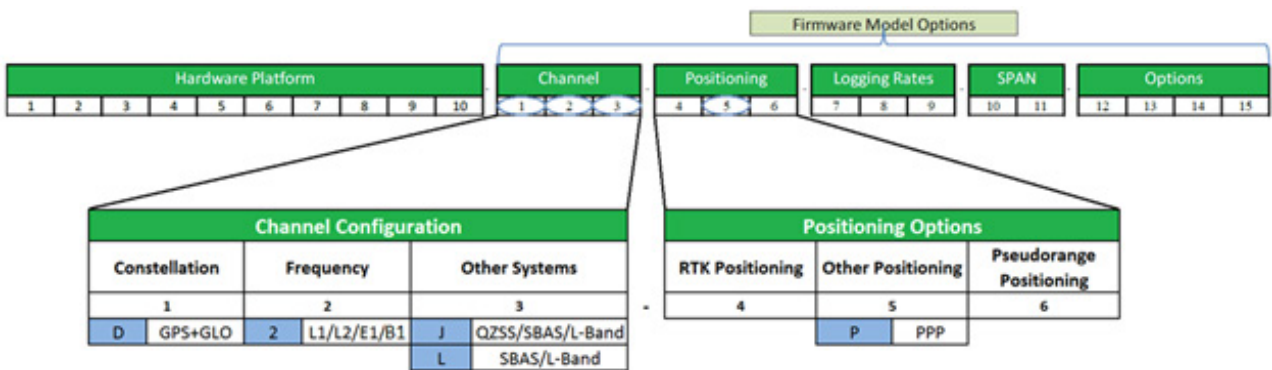 Firmware Model Options
Hardware Platform Channel Positioning Logging Rates SPAN Options
1 2 3 4 5 6 7 8 9 10 - 1 2 3 - 4 5 6 - 7 8 9 - 10 11 - 12 13 14 15
Channel Configuration Positioning Options
Constellation Frequency Other Systems RTK Positioning Other Positioning Pseudorange
Positioning
1 2 3 - 4 5 6
D GPS+GLO 2 L1/L2/E1/B1 J QZSS/SBAS/L-Band P PPP
L SBAS/L-Band